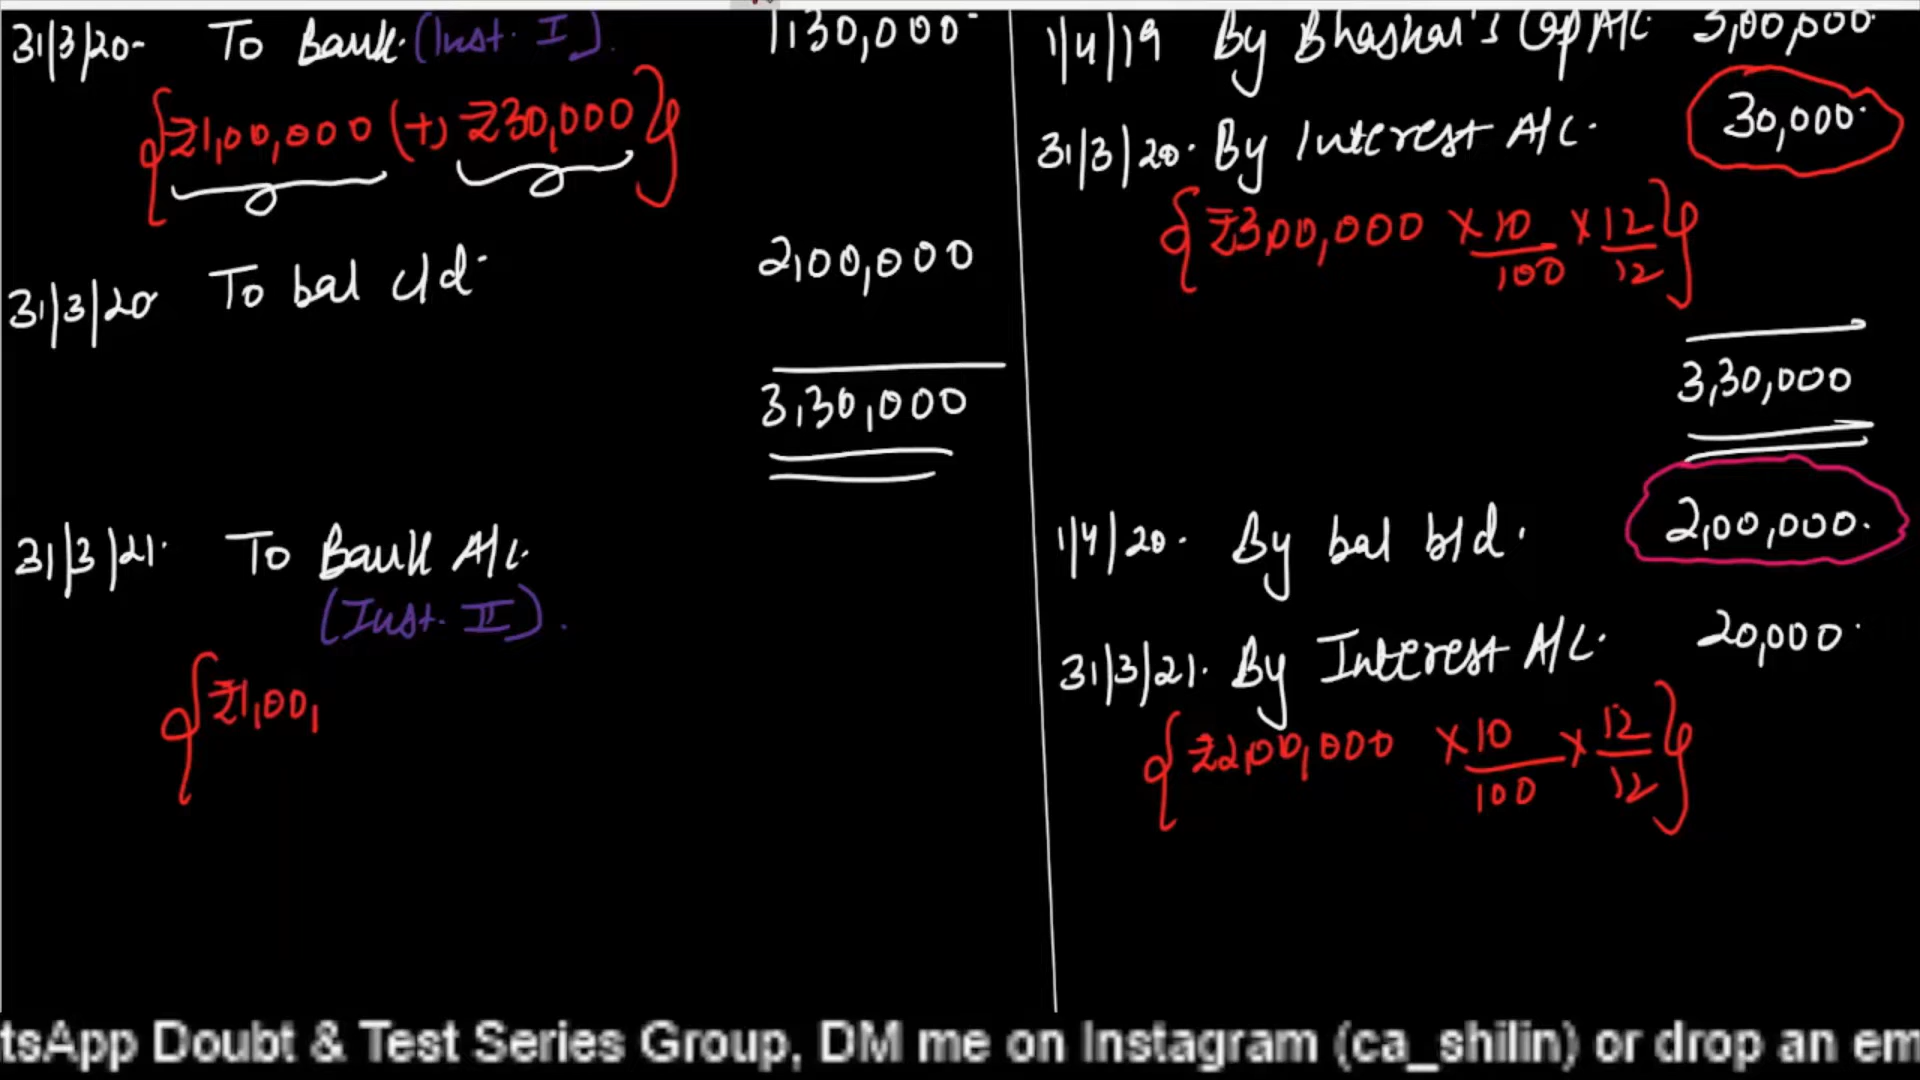 31/3/20 To Bank (Inst. I). 1,30,000
{₹1,00,000 (+) ₹30,000}
31/3/20 To bal c/d 2,00,000
3,30,000
31/3/21. To Bank A/c.
(Inst. II).
{₹1,00,
1/4/19 By Bhaskar's Cap A/c 3,00,000
31/3/20. By Interest A/c. 30,000
{₹3,00,000 × 10/100 × 12/12}
3,30,000
1/4/20. By bal b/d. 2,00,000.
31/3/21. By Interest A/c. 20,000
{₹2,00,000 × 10/100 × 12/12}
tsApp Doubt & Test Series Group, DM me on Instagram (ca_shilin) or drop an em